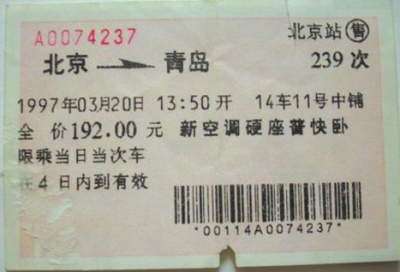 A0074237 北京站售
北京 → 青岛 239次
1997年03月20日 13:50开 14车11号中铺
全 价192.00元 新空调硬座普快卧
限乘当日当次车
在4日内到有效
*00114A0074237*